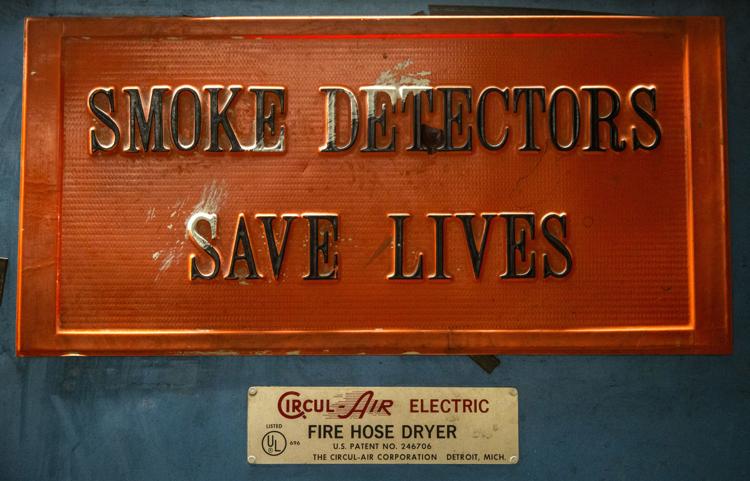 SMOKE DETECTORS
SAVE LIVES
CIRCUL-AIR ELECTRIC
LISTED
UL 696
FIRE HOSE DRYER
U.S. PATENT NO. 246706
THE CIRCUL-AIR CORPORATION DETROIT, MICH.